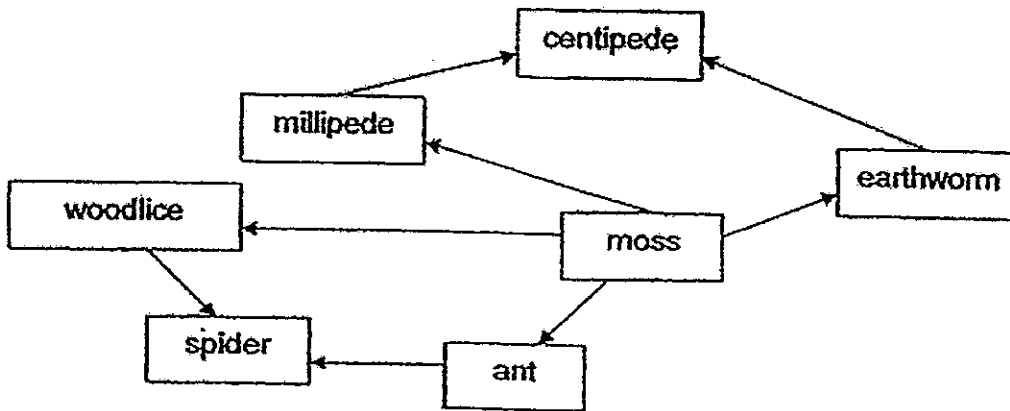 centipede
millipede
earthworm
woodlice
moss
spider
ant